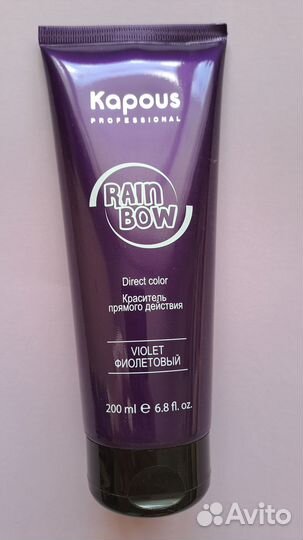 Kapous
PROFESSIONAL
RAIN
BOW
Direct color
Краситель
прямого действия
VIOLET
ФИОЛЕТОВЫЙ
200 ml ℮ 6.8 fl. oz.
Avito